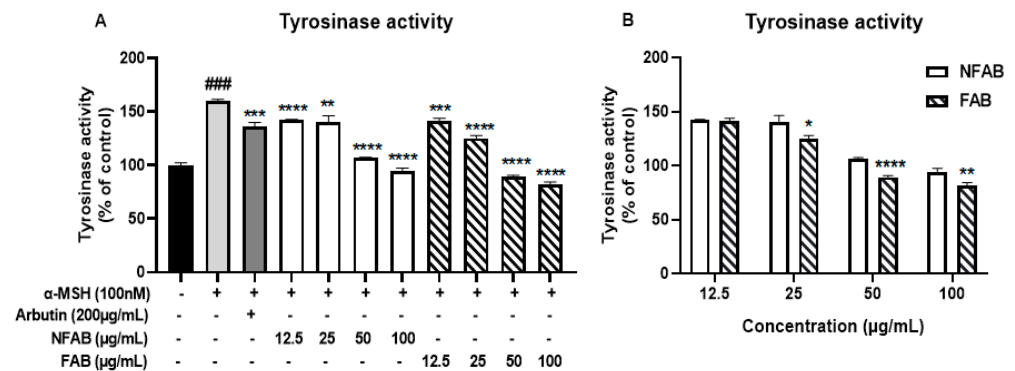 A
Tyrosinase activity
Tyrosinase activity
(% of control)
200
150
100
50
0
###
***
****
**
****
****
***
****
****
****
α-MSH (100nM) - + + + + + + + + + +
Arbutin (200μg/mL) - - + - - - - - - - -
NFAB (μg/mL) - - - 12.5 25 50 100 - - - -
FAB (μg/mL) - - - - - - - 12.5 25 50 100
B
Tyrosinase activity
Tyrosinase activity
(% of control)
200
150
100
50
0
NFAB
FAB
*
****
**
12.5 25 50 100
Concentration (μg/mL)